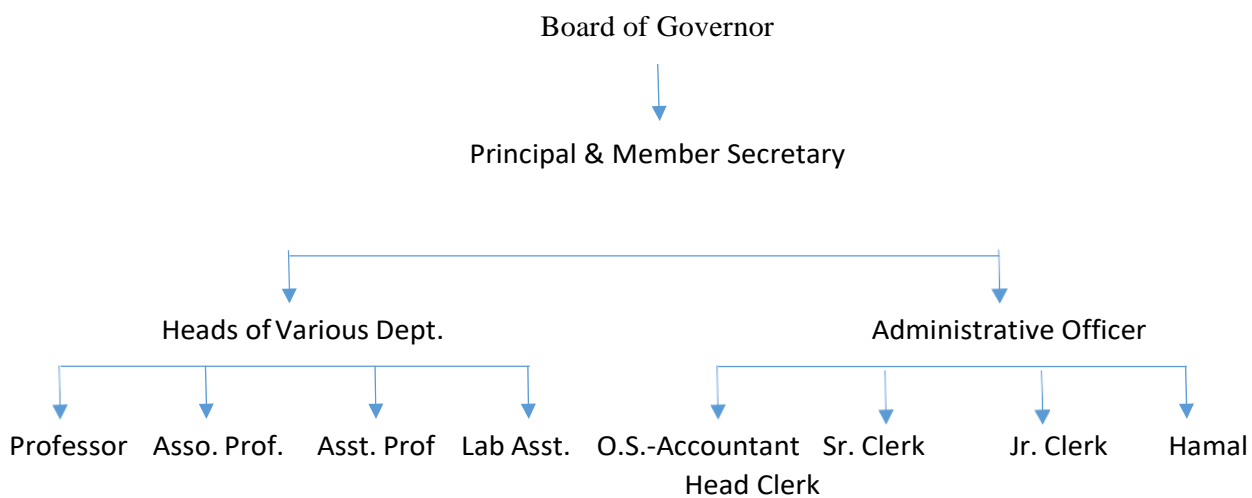 Board of Governor
Principal & Member Secretary
Heads of Various Dept. Administrative Officer
Professor Asso. Prof. Asst. Prof Lab Asst. O.S.-Accountant Sr. Clerk Jr. Clerk Hamal
Head Clerk